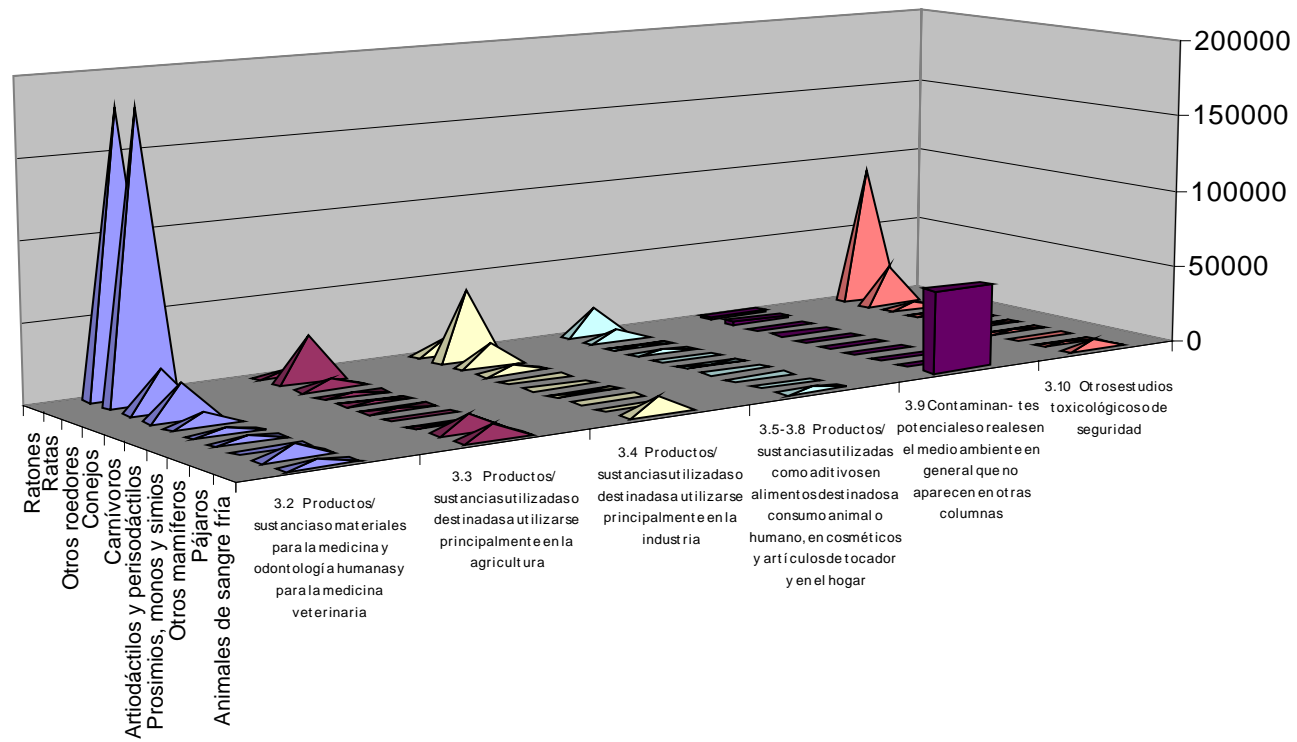 200000
150000
100000
50000
0
Ratones
Ratas
Otros roedores
Conejos
Carnívoros
Artiodáctilos y perisodáctilos
Prosimios, monos y simios
Otros mamíferos
Pájaros
Animales de sangre fría
3.2 Productos/
sustancias o materiales
para la medicina y
odontología humanas y
para la medicina
veterinaria
3.3 Productos/
sustancias utilizadas o
destinadas a utilizarse
principalmente en la
agricultura
3.4 Productos/
sustancias utilizadas o
destinadas a utilizarse
principalmente en la
industria
3.5-3.8 Productos/
sustancias utilizadas
como aditivos en
alimentos destinados a
consumo animal o
humano, en cosméticos
y artículos de tocador
y en el hogar
3.9 Contaminan- tes
potenciales o reales en
el medio ambiente en
general que no
aparecen en otras
columnas
3.10 Otros estudios
toxicológicos o de
seguridad